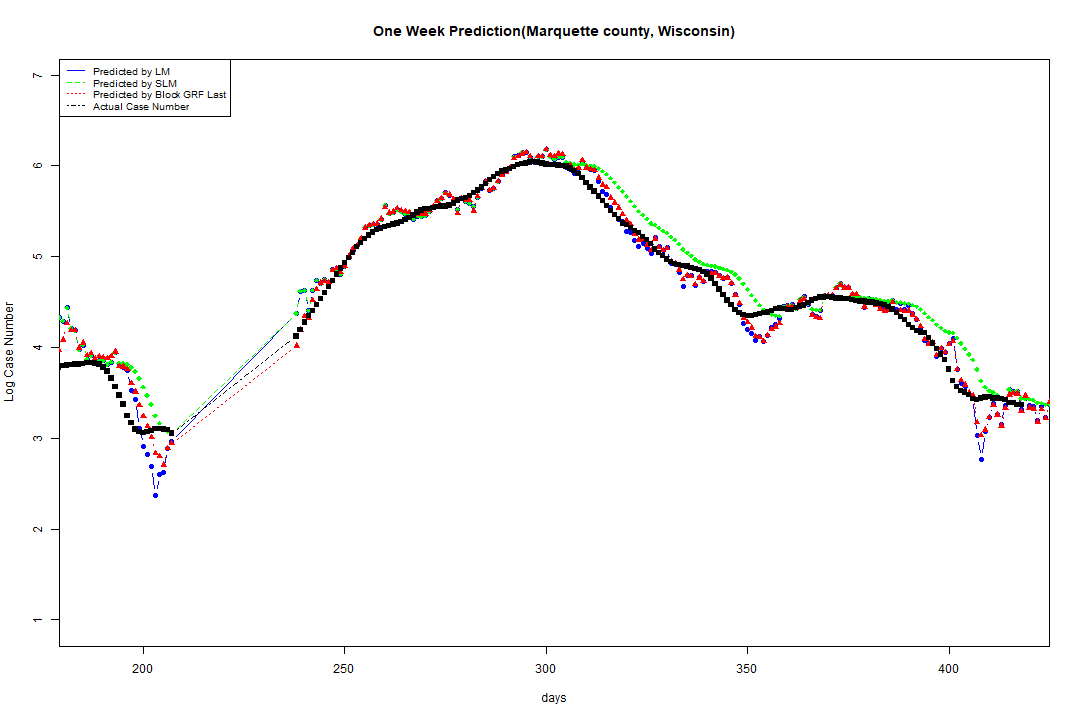 One Week Prediction(Marquette county, Wisconsin)
Predicted by LM
Predicted by SLM
Predicted by Block GRF Last
Actual Case Number
7
6
5
4
3
2
1
Log Case Number
200 250 300 350 400
days